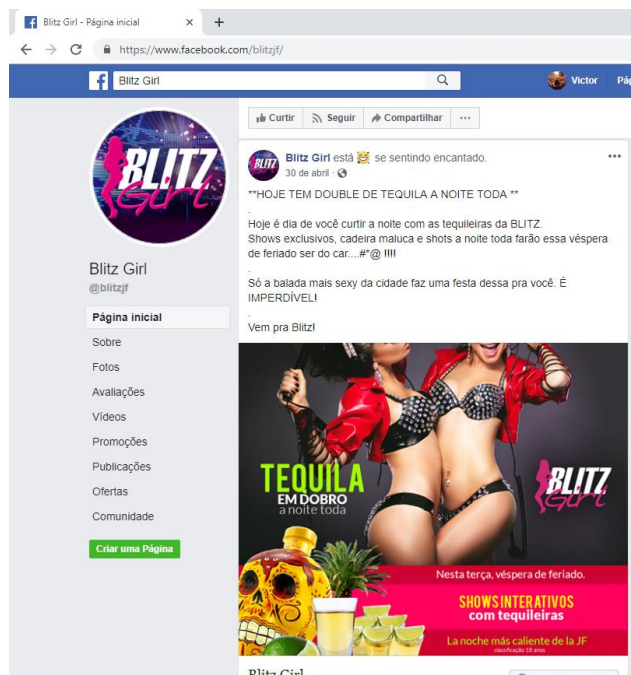 Blitz Girl - Página inicial
https://www.facebook.com/blitzjf/
Blitz Girl
Victor
Pág
Curtir
Seguir
Compartilhar
BLITZ
Girl
Blitz Girl
@blitzjf
Página inicial
Sobre
Fotos
Avaliações
Vídeos
Promoções
Publicações
Ofertas
Comunidade
Criar uma Página
Blitz Girl está se sentindo encantado.
30 de abril ·
**HOJE TEM DOUBLE DE TEQUILA A NOITE TODA **
.
Hoje é dia de você curtir a noite com as tequileiras da BLITZ.
Shows exclusivos, cadeira maluca e shots a noite toda farão essa véspera
de feriado ser do car....#"@ !!!!
.
Só a balada mais sexy da cidade faz uma festa dessa pra você. É
IMPERDÍVEL!
.
Vem pra Blitz!
TEQUILA
EM DOBRO
a noite toda
BLITZ
Girl
Nesta terça, véspera de feriado.
SHOWS INTERATIVOS
com tequileiras
La noche más caliente de la JF
classificação 18 anos
Blitz Girl